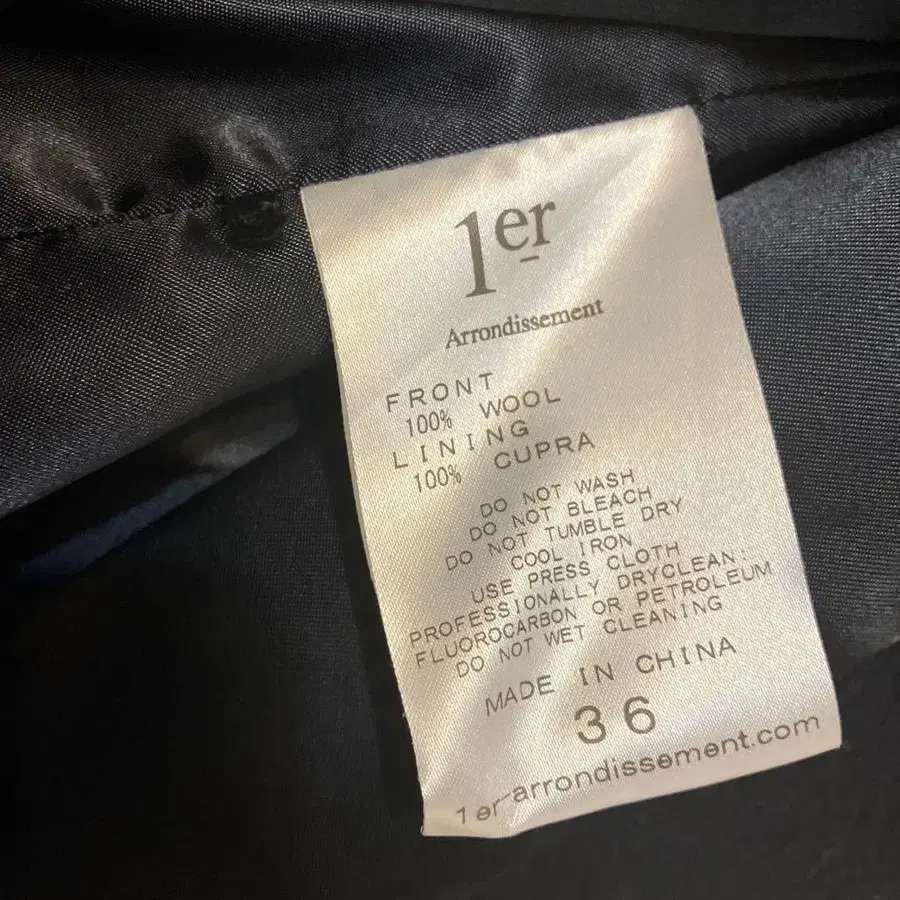 1er
Arrondissement
FRONT
100% WOOL
LINING
100% CUPRA
DO NOT WASH
DO NOT BLEACH
DO NOT TUMBLE DRY
COOL IRON
USE PRESS CLOTH
PROFESSIONALLY DRYCLEAN:
FLUOROCARBON OR PETROLEUM
DO NOT WET CLEANING
MADE IN CHINA
36
1er-arrondissement.com